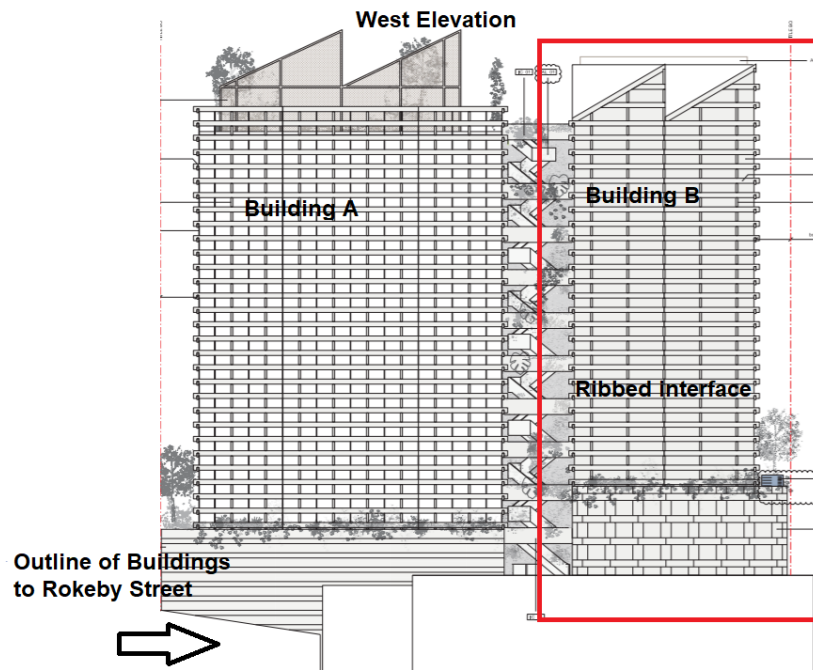 West Elevation
Building A
Building B
Ribbed Interface
Outline of Buildings
to Rokeby Street